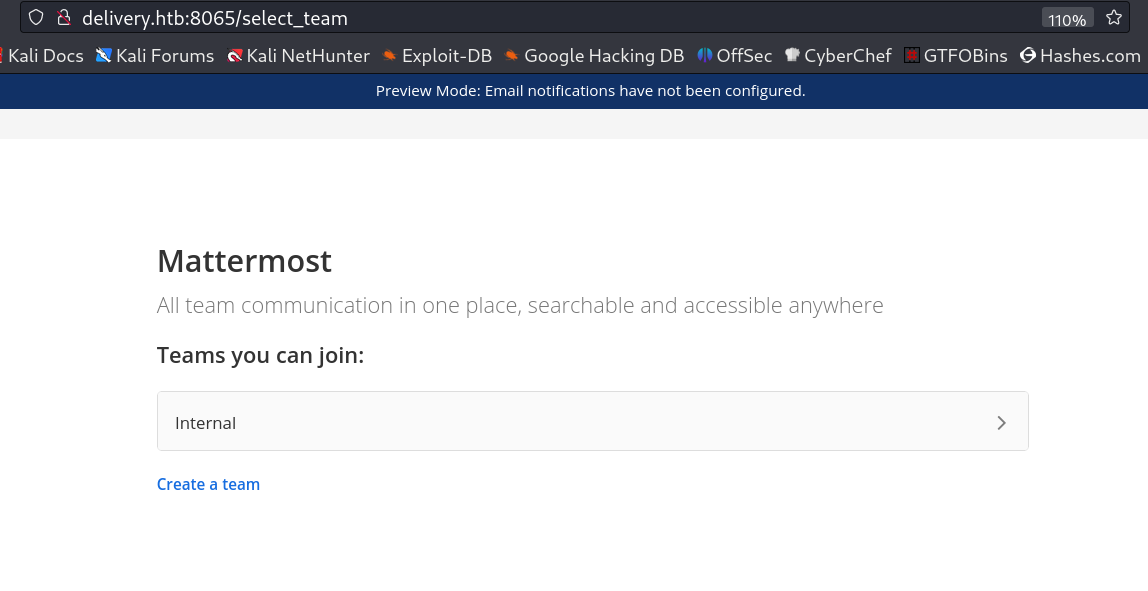 delivery.htb:8065/select_team 110%
Kali Docs Kali Forums Kali NetHunter Exploit-DB Google Hacking DB OffSec CyberChef GTFOBins Hashes.com
Preview Mode: Email notifications have not been configured.
Mattermost
All team communication in one place, searchable and accessible anywhere
Teams you can join:
Internal
Create a team